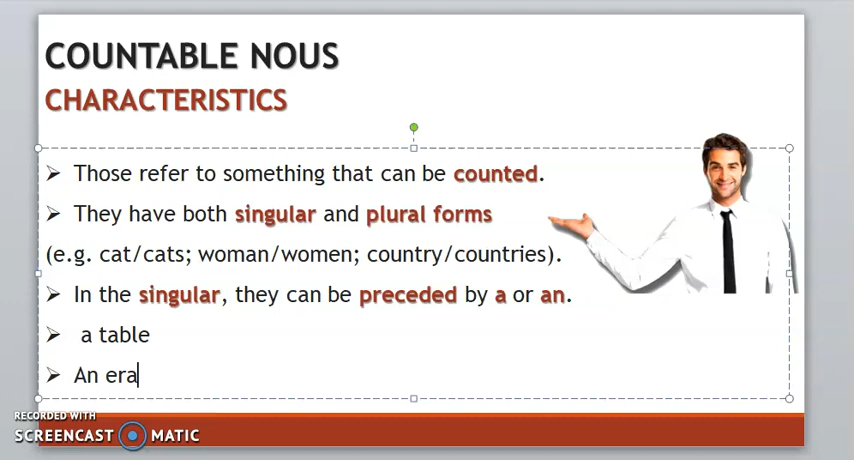 COUNTABLE NOUS
CHARACTERISTICS
➢ Those refer to something that can be counted.
➢ They have both singular and plural forms
(e.g. cat/cats; woman/women; country/countries).
➢ In the singular, they can be preceded by a or an.
➢ a table
➢ An era
RECORDED WITH
SCREENCAST MATIC